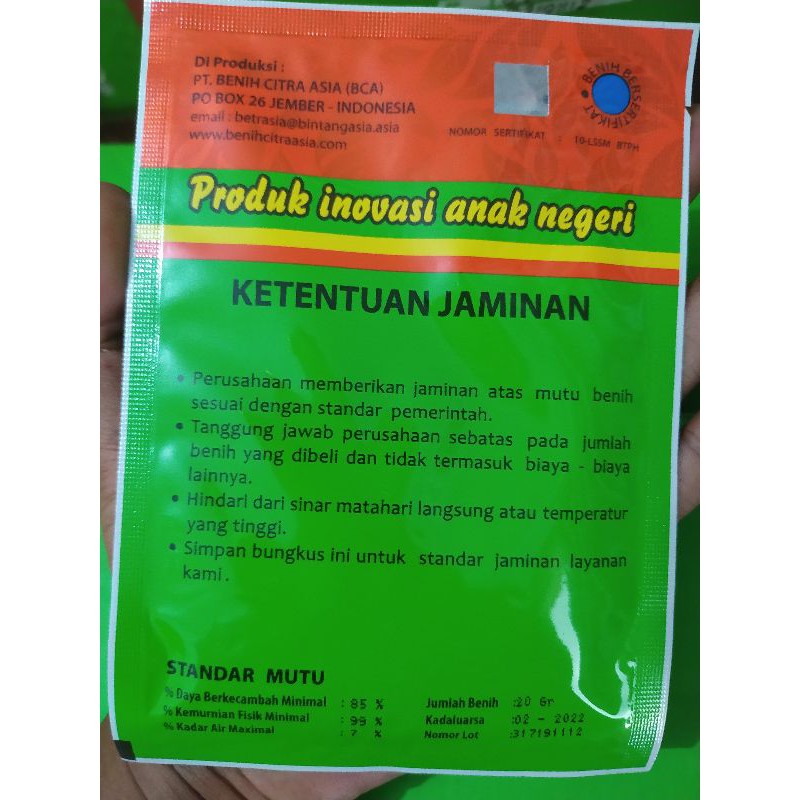 Di Produksi :
PT. BENIH CITRA ASIA (BCA)
PO BOX 26 JEMBER - INDONESIA
email : betrasia@bintangasia.asia
www.benihcitraasia.com
BENIH BERSERTIFIKAT
NOMOR SERTIFIKAT : 10-LSSM BTPH
Produk inovasi anak negeri
KETENTUAN JAMINAN
• Perusahaan memberikan jaminan atas mutu benih
sesuai dengan standar pemerintah.
• Tanggung jawab perusahaan sebatas pada jumlah
benih yang dibeli dan tidak termasuk biaya - biaya
lainnya.
• Hindari dari sinar matahari langsung atau temperatur
yang tinggi.
• Simpan bungkus ini untuk standar jaminan layanan
kami.
STANDAR MUTU
% Daya Berkecambah Minimal : 85 % Jumlah Benih :20 Gr
% Kemurnian Fisik Minimal : 99 % Kadaluarsa :02 - 2022
% Kadar Air Maximal : 7 % Nomor Lot :317191112